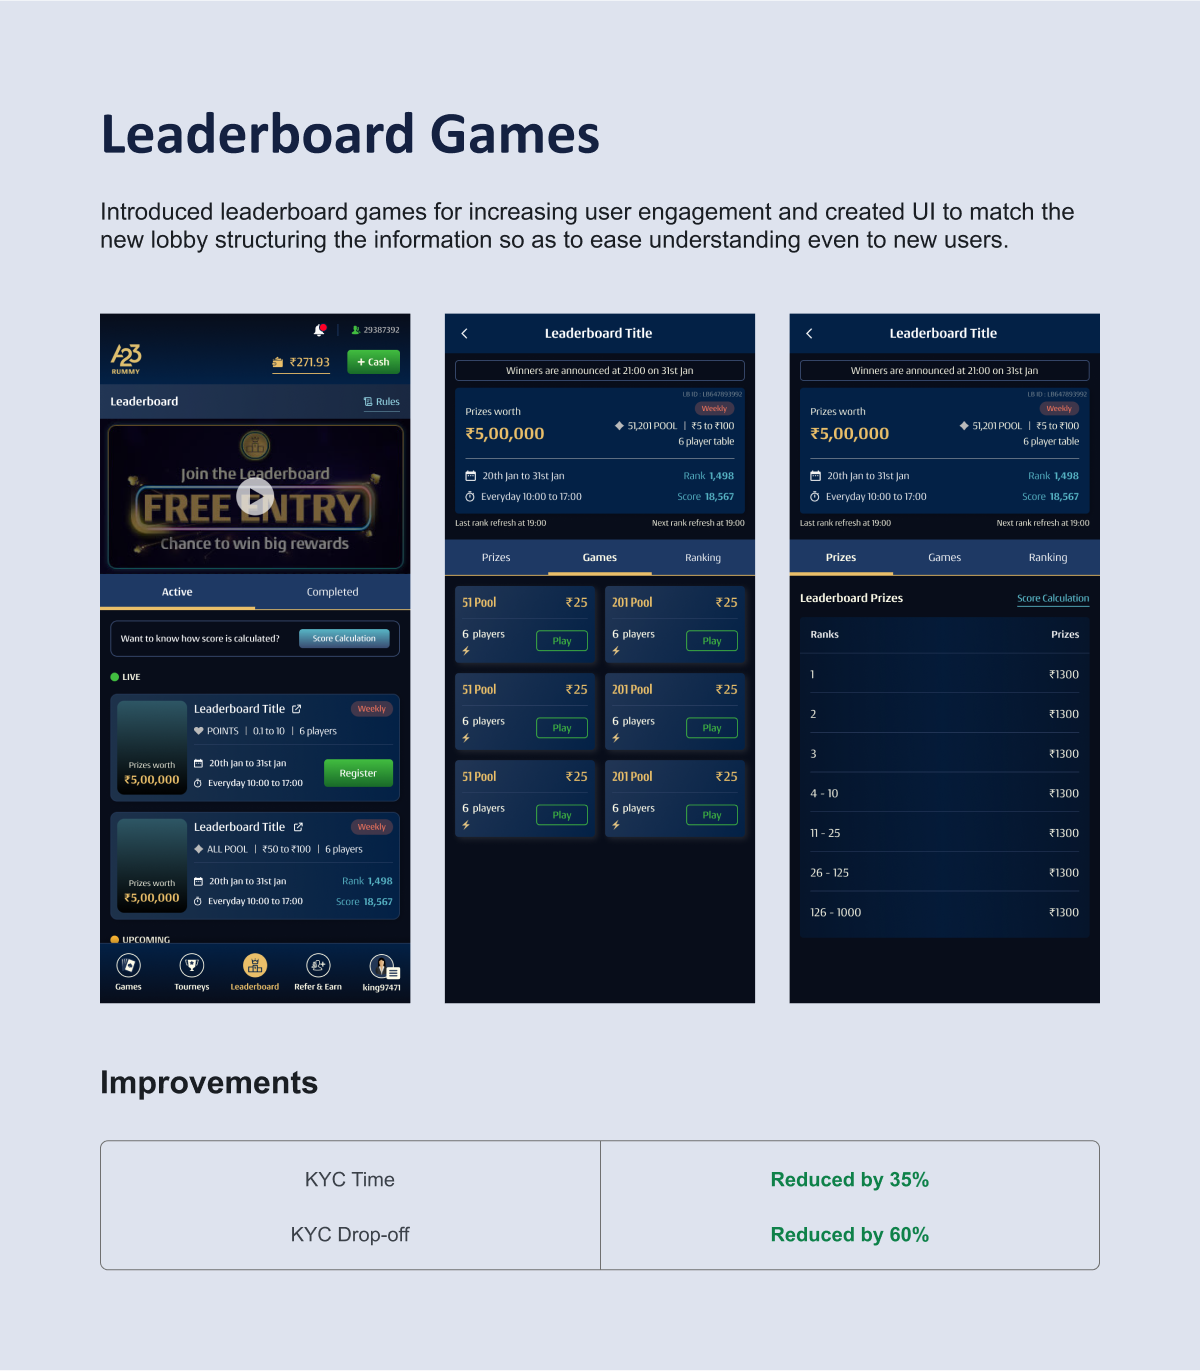 Leaderboard Games
Introduced leaderboard games for increasing user engagement and created UI to match the
new lobby structuring the information so as to ease understanding even to new users.
29387392
A23
RUMMY
₹271.93
+ Cash
Leaderboard
Rules
Join the Leaderboard
FREE ENTRY
Chance to win big rewards
Active
Completed
Want to know how score is calculated?
Score Calculation
LIVE
Leaderboard Title
Weekly
POINTS | 0.1 to 10 | 6 players
Prizes worth
₹5,00,000
20th Jan to 31st Jan
Everyday 10:00 to 17:00
Register
Leaderboard Title
Weekly
ALL POOL | ₹50 to ₹100 | 6 players
Prizes worth
₹5,00,000
20th Jan to 31st Jan
Rank 1,498
Everyday 10:00 to 17:00
Score 18,567
UPCOMING
Games
Tourneys
Leaderboard
Refer & Earn
king97471
Leaderboard Title
Winners are announced at 21:00 on 31st Jan
LB ID : LB647893992
Weekly
Prizes worth
₹5,00,000
51,201 POOL | ₹5 to ₹100
6 player table
20th Jan to 31st Jan
Rank 1,498
Everyday 10:00 to 17:00
Score 18,567
Last rank refresh at 19:00
Next rank refresh at 19:00
Prizes
Games
Ranking
51 Pool ₹25
6 players
Play
201 Pool ₹25
6 players
Play
51 Pool ₹25
6 players
Play
201 Pool ₹25
6 players
Play
51 Pool ₹25
6 players
Play
201 Pool ₹25
6 players
Play
Leaderboard Title
Winners are announced at 21:00 on 31st Jan
LB ID : LB647893992
Weekly
Prizes worth
₹5,00,000
51,201 POOL | ₹5 to ₹100
6 player table
20th Jan to 31st Jan
Rank 1,498
Everyday 10:00 to 17:00
Score 18,567
Last rank refresh at 19:00
Next rank refresh at 19:00
Prizes
Games
Ranking
Leaderboard Prizes
Score Calculation
Ranks Prizes
1 ₹1300
2 ₹1300
3 ₹1300
4 - 10 ₹1300
11 - 25 ₹1300
26 - 125 ₹1300
126 - 1000 ₹1300
Improvements
KYC Time Reduced by 35%
KYC Drop-off Reduced by 60%